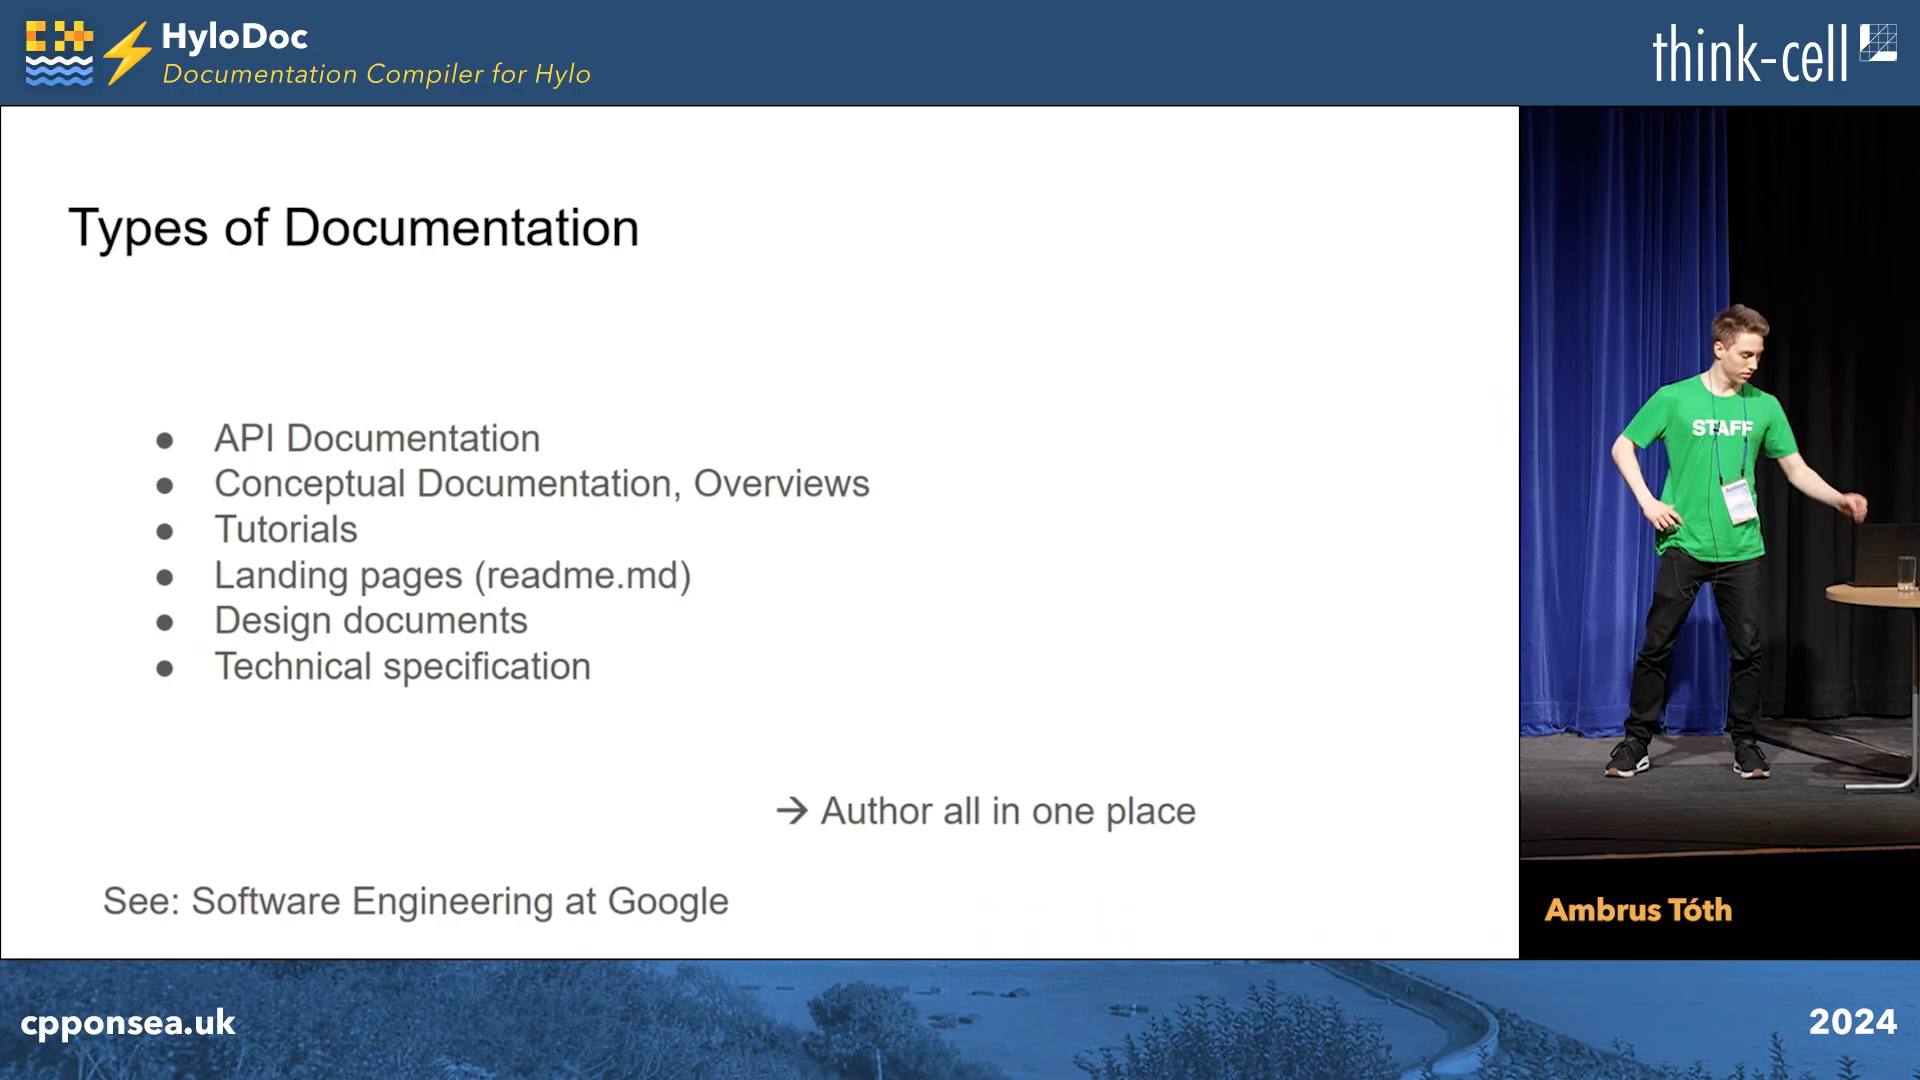 HyloDoc
Documentation Compiler for Hylo
think-cell
Types of Documentation
● API Documentation
● Conceptual Documentation, Overviews
● Tutorials
● Landing pages (readme.md)
● Design documents
● Technical specification
→ Author all in one place
See: Software Engineering at Google
STAFF
Ambrus Tóth
cpponsea.uk
2024